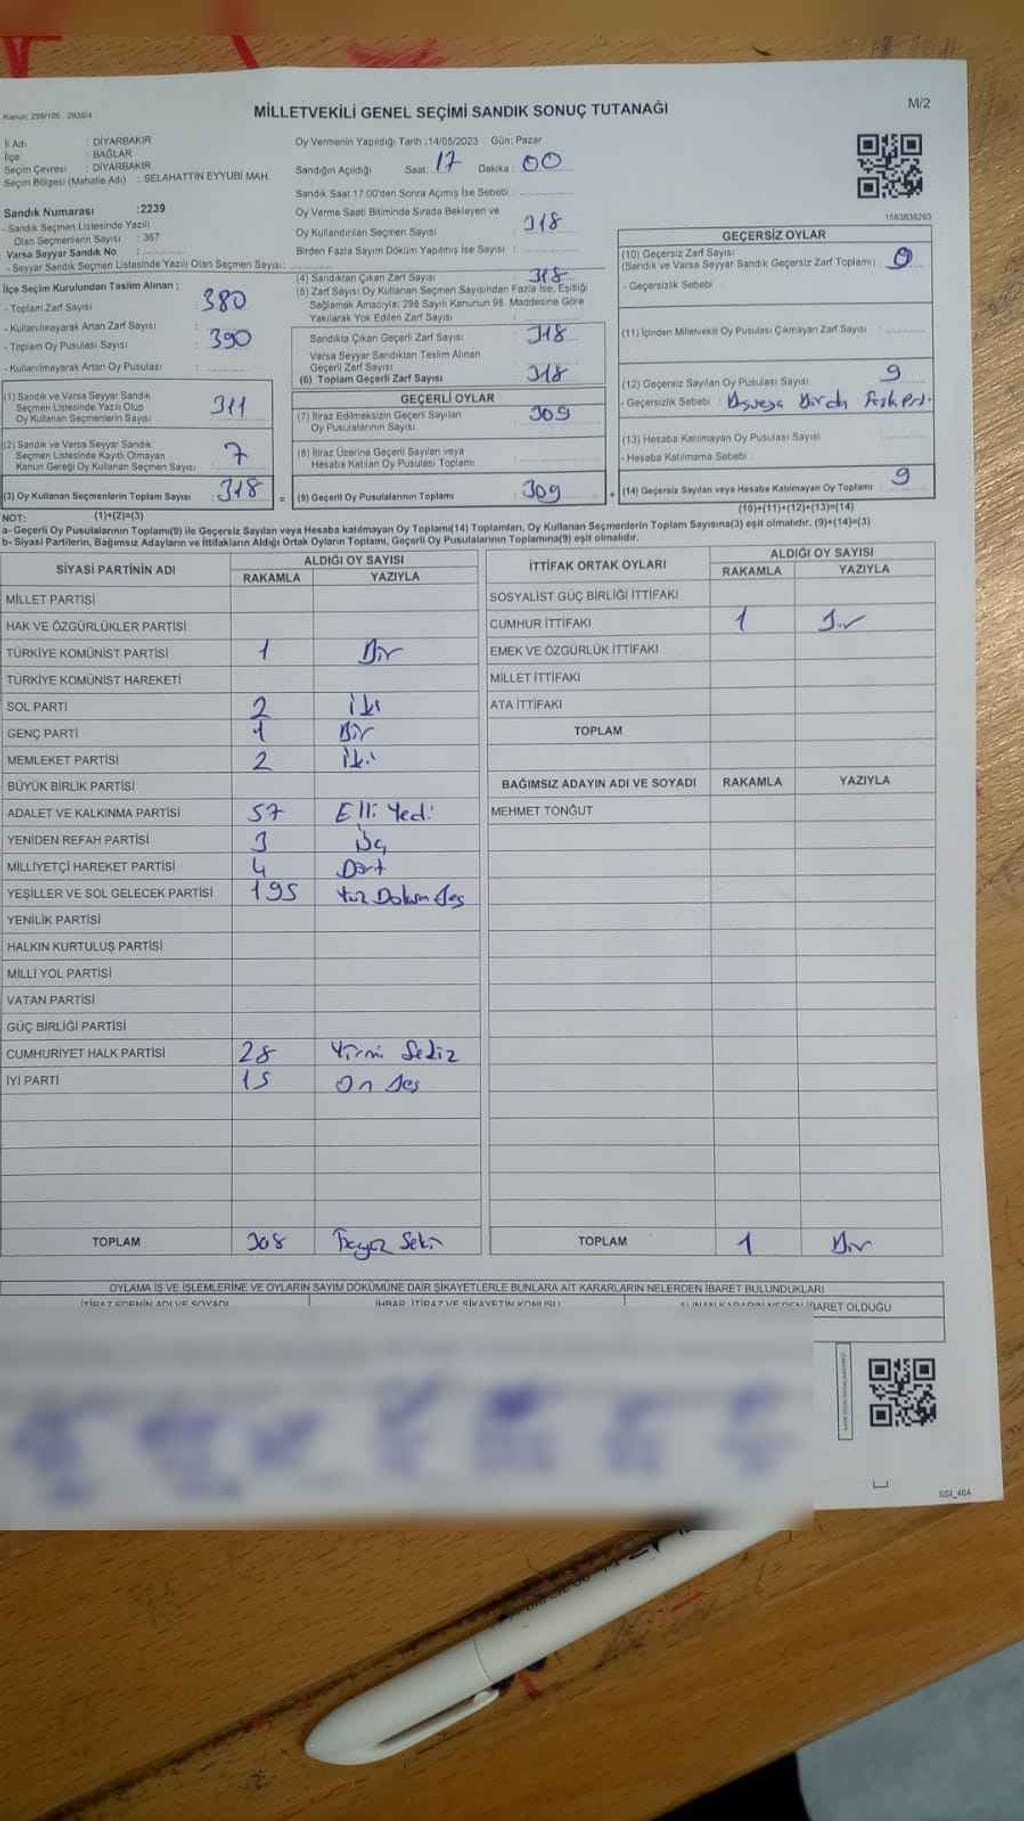 Kanun: 298/105
MİLLETVEKİLİ GENEL SEÇİMİ SANDIK SONUÇ TUTANAĞI
M/2
İl Adı : DİYARBAKIR
İlçe : BAĞLAR
Seçim Çevresi : DİYARBAKIR
Seçim Bölgesi (Mahalle Adı) : SELAHATTİN EYYUBİ MAH.
Sandık Numarası :2239
- Sandık Seçmen Listesinde Yazılı
Olan Seçmenlerin Sayısı : 367
Varsa Seyyar Sandık No :
- Seyyar Sandık Seçmen Listesinde Yazılı Olan Seçmen Sayısı:
İlçe Seçim Kurulundan Teslim Alınan ;
- Toplam Zarf Sayısı : 380
- Kullanılmayarak Artan Zarf Sayısı :
- Toplam Oy Pusulası Sayısı : 390
- Kullanılmayarak Artan Oy Pusulası :
(1) Sandık ve Varsa Seyyar Sandık
Seçmen Listesinde Yazılı Olup
Oy Kullanan Seçmenlerin Sayısı : 311
(2) Sandık ve Varsa Seyyar Sandık
Seçmen Listesinde Kayıtlı Olmayan
Kanun Gereği Oy Kullanan Seçmen Sayısı : 7
(3) Oy Kullanan Seçmenlerin Toplam Sayısı : 318 =
(1)+(2)=(3)
Oy Vermenin Yapıldığı Tarih :14/05/2023 Gün: Pazar
Sandığın Açıldığı Saat: 17 Dakika : 00
Sandık Saat 17:00'den Sonra Açılmış İse Sebebi :
Oy Verme Saati Bitiminde Sırada Bekleyen ve
Oy Kullandırılan Seçmen Sayısı : 318
Birden Fazla Sayım Döküm Yapılmış İse Sayısı :
(4) Sandıktan Çıkan Zarf Sayısı 318
(5) Zarf Sayısı Oy Kullanan Seçmen Sayısından Fazla İse, Eşitliği
Sağlamak Amacıyla; 298 Sayılı Kanunun 98. Maddesine Göre
Yakılarak Yok Edilen Zarf Sayısı :
Sandıkta Çıkan Geçerli Zarf Sayısı : 318
Varsa Seyyar Sandıktan Teslim Alınan
Geçerli Zarf Sayısı
(6) Toplam Geçerli Zarf Sayısı : 318
GEÇERLİ OYLAR
(7) İtiraz Edilmeksizin Geçerli Sayılan
Oy Pusulalarının Sayısı : 309
(8) İtiraz Üzerine Geçerli Sayılan veya
Hesaba Katılan Oy Pusulası Toplamı
(9) Geçerli Oy Pusulalarının Toplamı 309 +
1583838293
GEÇERSİZ OYLAR
(10) Geçersiz Zarf Sayısı
(Sandık ve Varsa Seyyar Sandık Geçersiz Zarf Toplamı) : 0
- Geçersizlik Sebebi :
(11) İçinden Milletvekili Oy Pusulası Çıkmayan Zarf Sayısı :
(12) Geçersiz Sayılan Oy Pusulası Sayısı : 9
- Geçersizlik Sebebi :
(13) Hesaba Katılmayan Oy Pusulası Sayısı :
- Hesaba Katılmama Sebebi :
(14) Geçersiz Sayılan veya Hesaba Katılmayan Oy Toplamı : 9
(10)+(11)+(12)+(13)=(14)
NOT:
a- Geçerli Oy Pusulalarının Toplamı(9) ile Geçersiz Sayılan veya Hesaba katılmayan Oy Toplamı(14) Toplamları, Oy Kullanan Seçmenlerin Toplam Sayısına(3) eşit olmalıdır. (9)+(14)=(3)
b- Siyasi Partilerin, Bağımsız Adayların ve İttifakların Aldığı Ortak Oyların Toplamı, Geçerli Oy Pusulalarının Toplamına(9) eşit olmalıdır.
SİYASİ PARTİNİN ADI ALDIĞI OY SAYISI
RAKAMLA YAZIYLA
MİLLET PARTİSİ
HAK VE ÖZGÜRLÜKLER PARTİSİ
TÜRKİYE KOMÜNİST PARTİSİ 1 Bir
TÜRKİYE KOMÜNİST HAREKETİ
SOL PARTİ 2 İki
GENÇ PARTİ 1 Bir
MEMLEKET PARTİSİ 2 İki
BÜYÜK BİRLİK PARTİSİ
ADALET VE KALKINMA PARTİSİ 57 Elli Yedi
YENİDEN REFAH PARTİSİ 3 Üç
MİLLİYETÇİ HAREKET PARTİSİ 4 Dört
YEŞİLLER VE SOL GELECEK PARTİSİ 195 Yüz Doksan Beş
YENİLİK PARTİSİ
HALKIN KURTULUŞ PARTİSİ
MİLLİ YOL PARTİSİ
VATAN PARTİSİ
GÜÇ BİRLİĞİ PARTİSİ
CUMHURİYET HALK PARTİSİ 28 Yirmi Sekiz
İYİ PARTİ 15 On Beş
TOPLAM 308
İTTİFAK ORTAK OYLARI ALDIĞI OY SAYISI
RAKAMLA YAZIYLA
SOSYALİST GÜÇ BİRLİĞİ İTTİFAKI
CUMHUR İTTİFAKI 1 Bir
EMEK VE ÖZGÜRLÜK İTTİFAKI
MİLLET İTTİFAKI
ATA İTTİFAKI
TOPLAM
BAĞIMSIZ ADAYIN ADI VE SOYADI RAKAMLA YAZIYLA
MEHMET TONĞUT
TOPLAM 1 Bir
OYLAMA İŞ VE İŞLEMLERİNE VE OYLARIN SAYIM DÖKÜMÜNE DAİR ŞİKAYETLERLE BUNLARA AİT KARARLARIN NELERDEN İBARET BULUNDUKLARI
İTİRAZ EDENİN ADI VE SOYADI İHBAR, İTİRAZ VE ŞİKAYETİN KONUSU ALINAN KARARIN NEDEN İBARET OLDUĞU